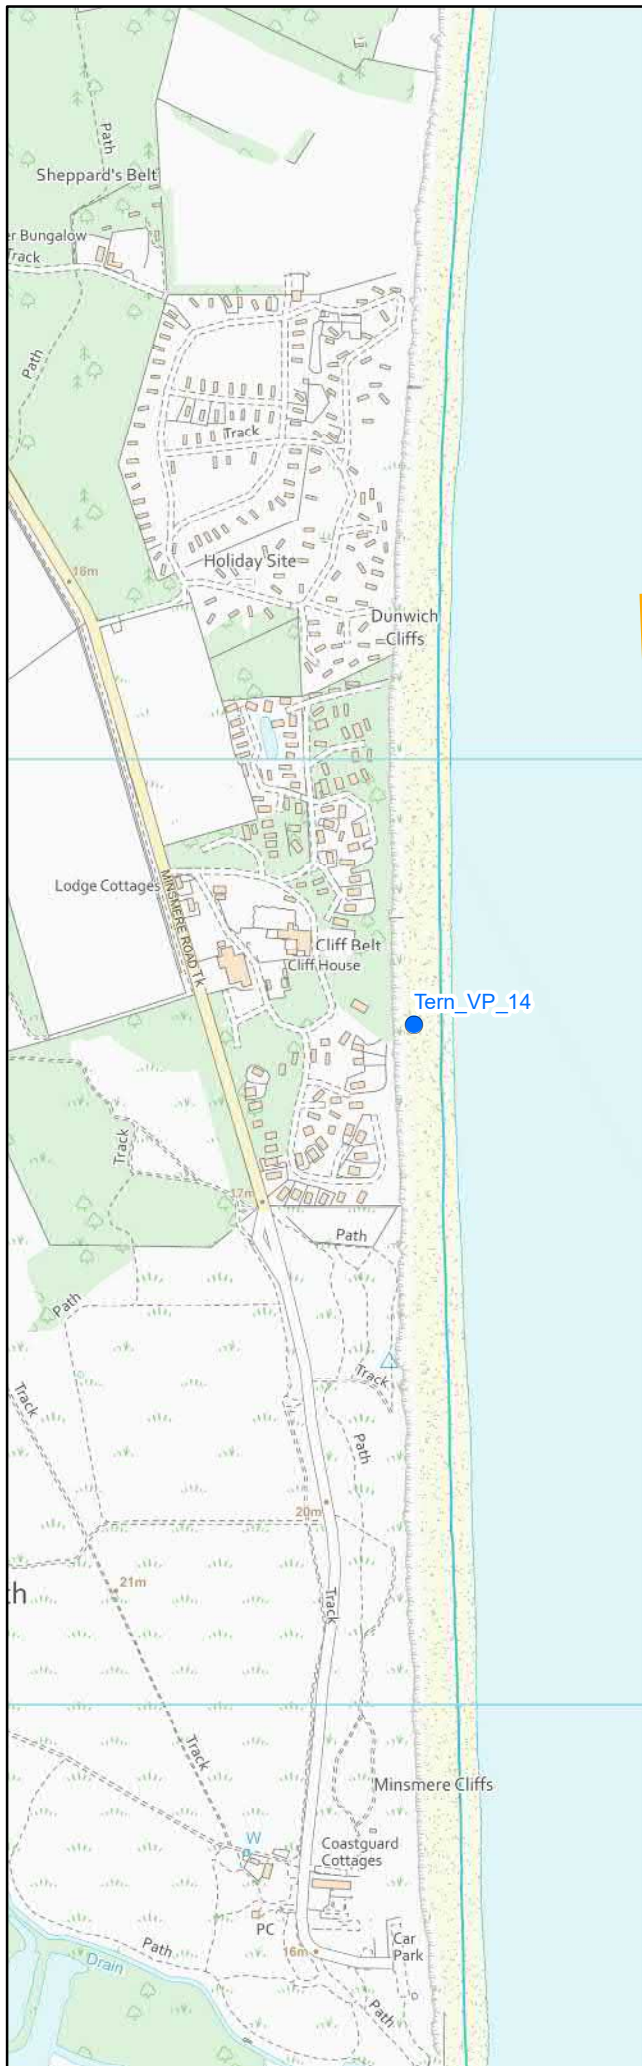 Path
Sheppard's Belt
er Bungalow
Track
Path
Track
16m
Holiday Site
Dunwich
Cliffs
Lodge Cottages
MINSMERE ROAD Tk
Cliff Belt
Cliff House
Tern_VP_14
Track
17m
Path
Path
Track
Track
Path
20m
21m
th
Track
Track
Minsmere Cliffs
W
Coastguard
Cottages
PC
Path
Car
Park
16m
Drain
Path